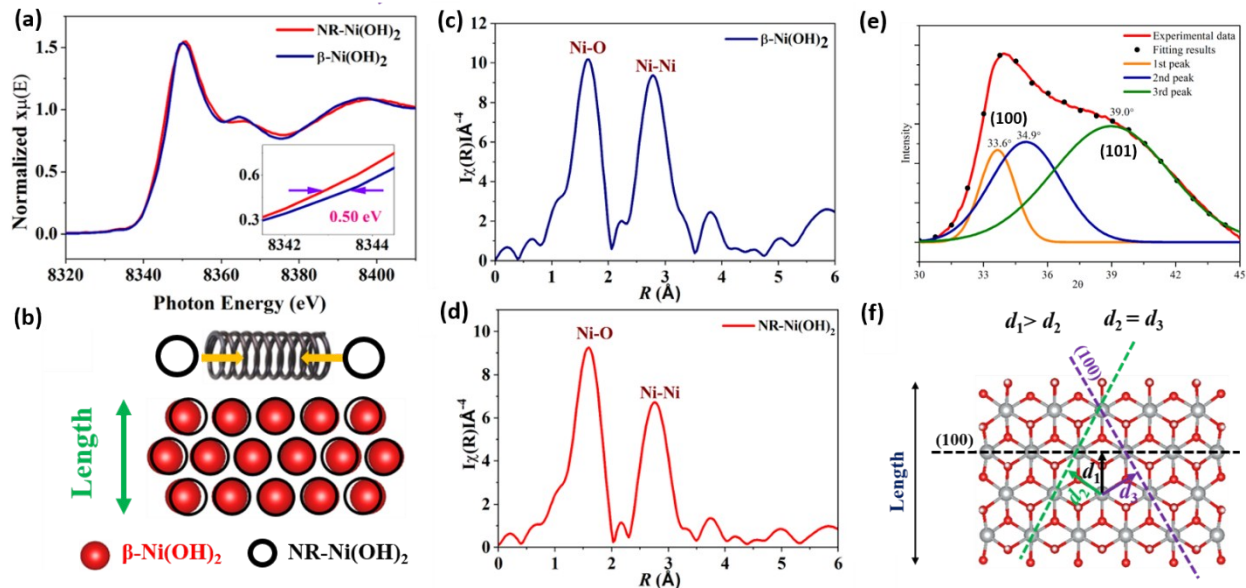 (a)
NR-Ni(OH)2
β-Ni(OH)2
Normalized xμ(E)
1.5
1.0
0.5
0.0
0.6
0.3
8342
8344
0.50 eV
8320
8340
8360
8380
8400
Photon Energy (eV)
(b)
Length
β-Ni(OH)2
NR-Ni(OH)2
(c)
β-Ni(OH)2
Ni-O
Ni-Ni
Iχ(R)IÅ-4
12
10
8
6
4
2
0
0 1 2 3 4 5 6
R (Å)
(d)
NR-Ni(OH)2
Ni-O
Ni-Ni
Iχ(R)IÅ-4
10
8
6
4
2
0
0 1 2 3 4 5 6
R (Å)
(e)
Experimental data
Fitting results
1st peak
2nd peak
3rd peak
(100)
33.6°
34.9°
39.0°
(101)
Intensity
30 33 36 39 42 45
2θ
(f)
d1> d2
d2 = d3
(100)
(100)
Length
d1
d2
d3